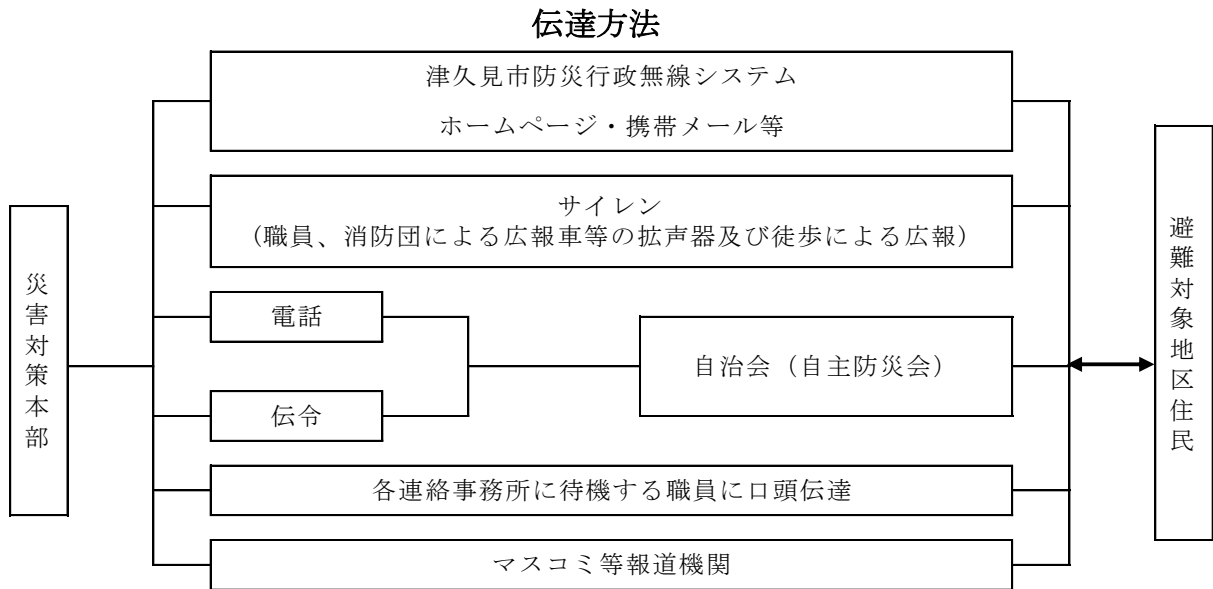 伝達方法
津久見市防災行政無線システム
ホームページ・携帯メール等
サイレン
(職員、消防団による広報車等の拡声器及び徒歩による広報)
災害対策本部
電話
伝令
自治会（自主防災会）
避難対象地区住民
各連絡事務所に待機する職員に口頭伝達
マスコミ等報道機関